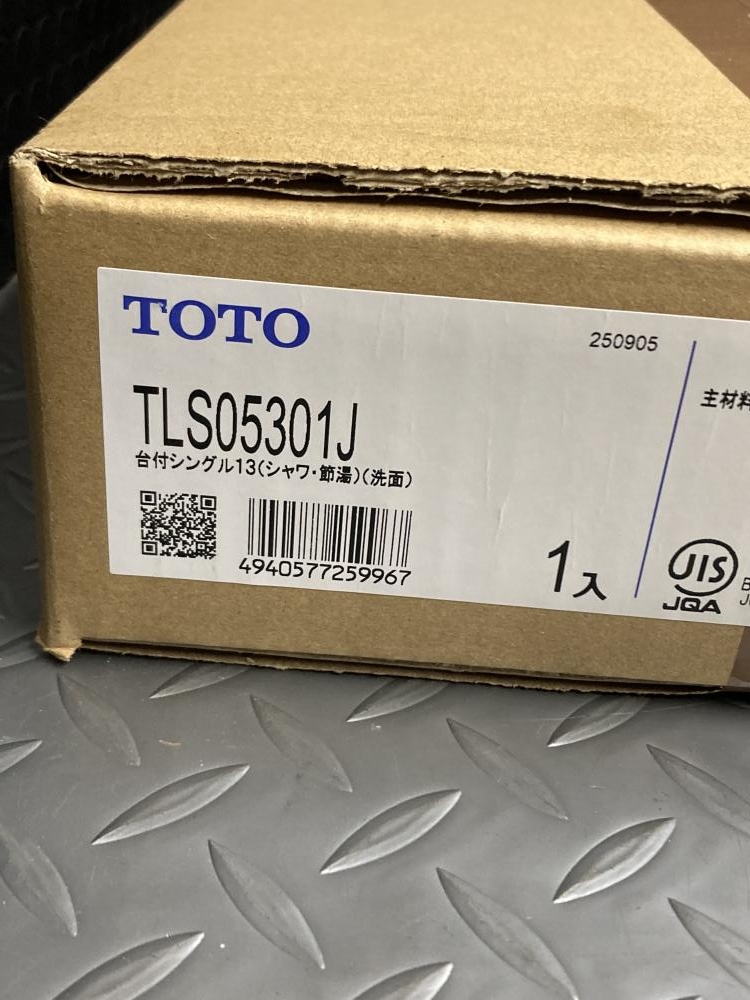 TOTO
250905
TLS05301J
台付シングル13(シャワ・節湯)(洗面)
4940577259967
1入
主材料
JIS
JQA